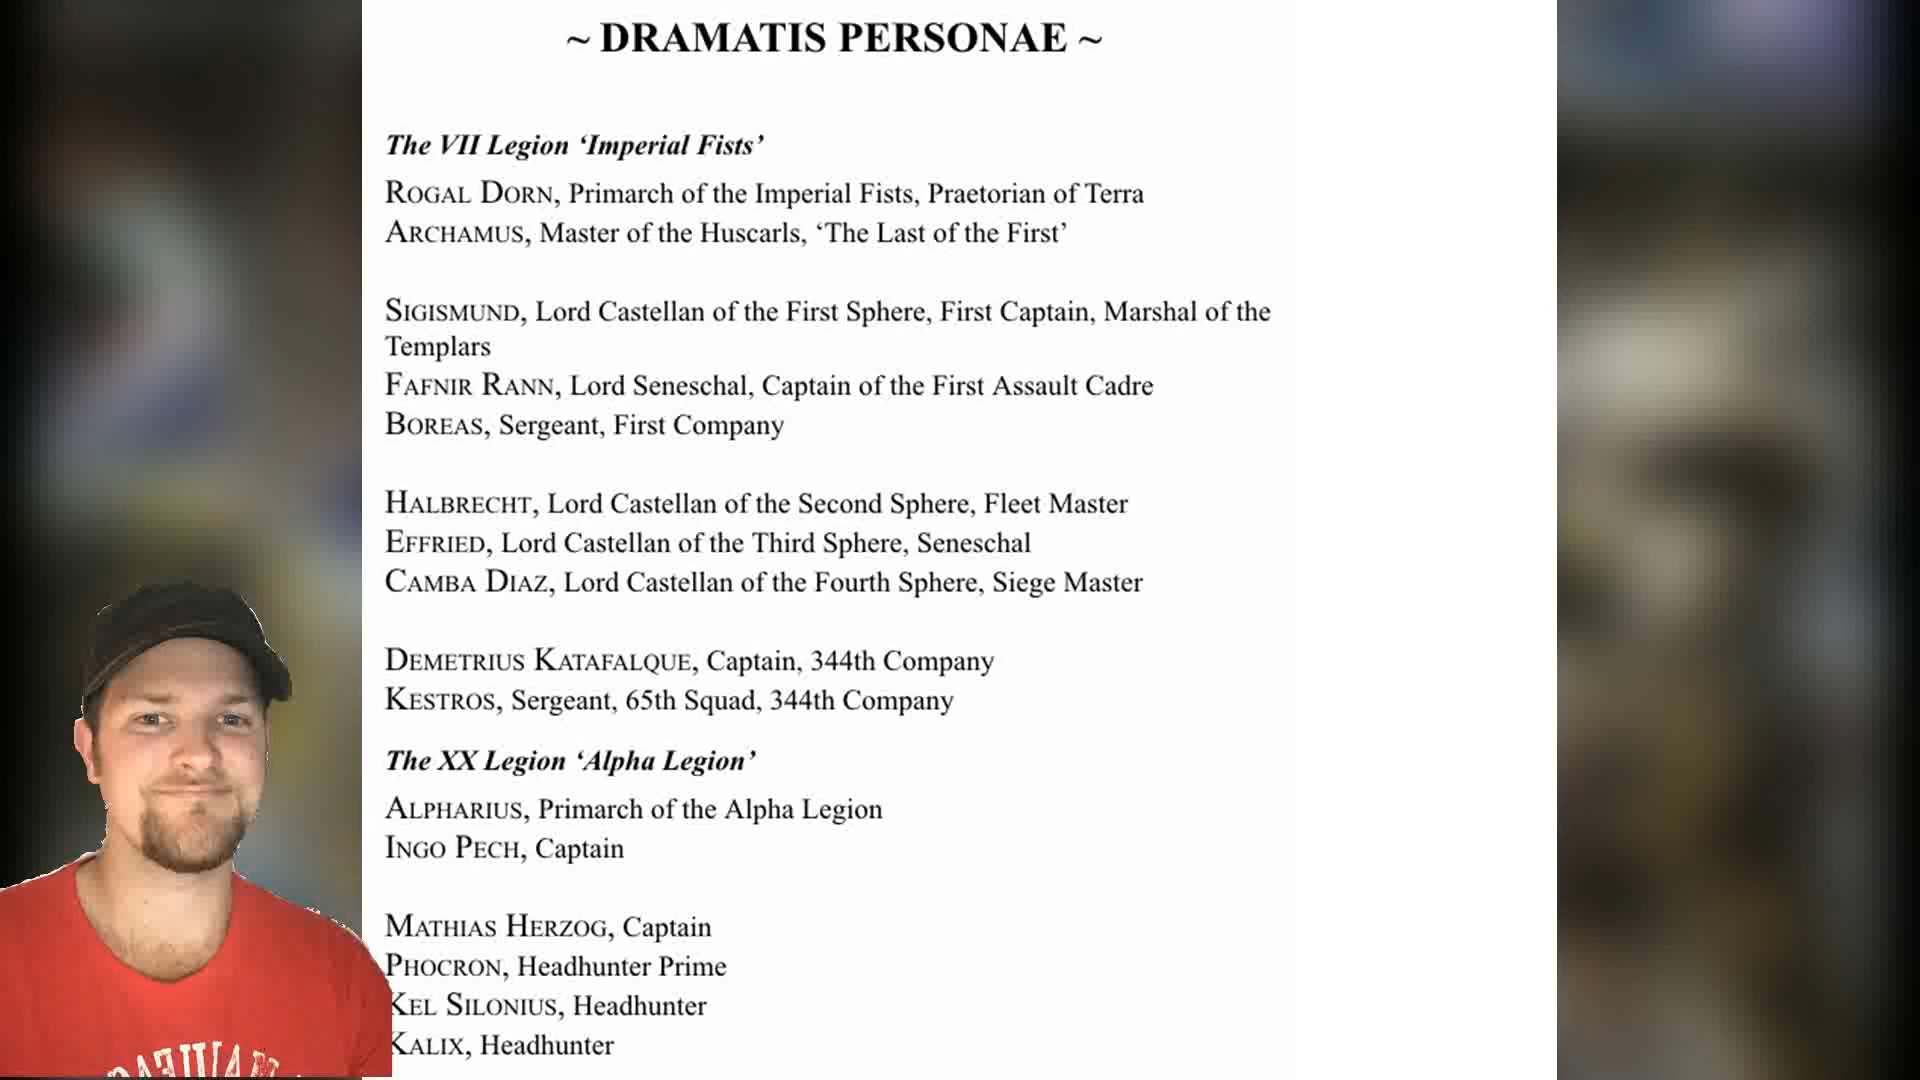 ~ DRAMATIS PERSONAE ~
The VII Legion ‘Imperial Fists’
ROGAL DORN, Primarch of the Imperial Fists, Praetorian of Terra
ARCHAMUS, Master of the Huscarls, ‘The Last of the First’
SIGISMUND, Lord Castellan of the First Sphere, First Captain, Marshal of the
Templars
FAFNIR RANN, Lord Seneschal, Captain of the First Assault Cadre
BOREAS, Sergeant, First Company
HALBRECHT, Lord Castellan of the Second Sphere, Fleet Master
EFFRIED, Lord Castellan of the Third Sphere, Seneschal
CAMBA DIAZ, Lord Castellan of the Fourth Sphere, Siege Master
DEMETRIUS KATAFALQUE, Captain, 344th Company
KESTROS, Sergeant, 65th Squad, 344th Company
The XX Legion ‘Alpha Legion’
ALPHARIUS, Primarch of the Alpha Legion
INGO PECH, Captain
MATHIAS HERZOG, Captain
PHOCRON, Headhunter Prime
KEL SILONIUS, Headhunter
KALIX, Headhunter